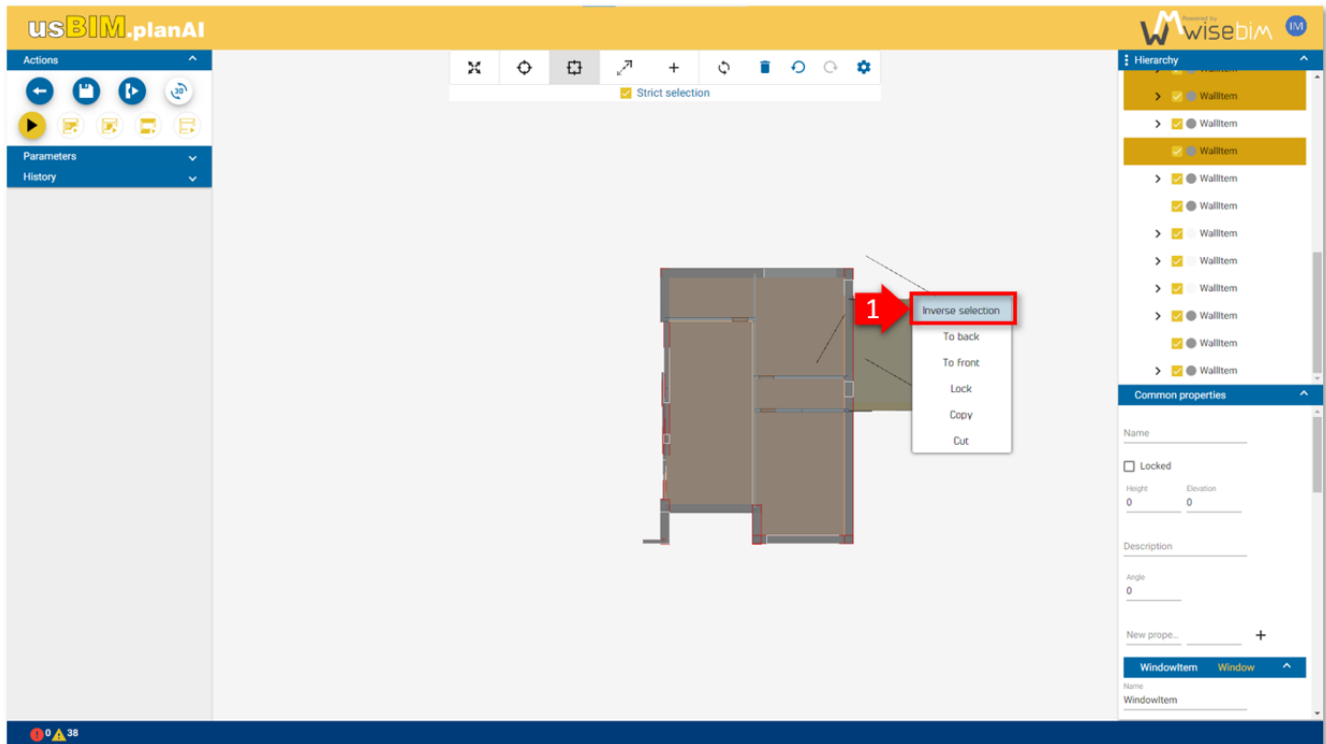 usBIM.planAI
Powered by
wisebim
IM
Actions
3D
Parameters
History
Strict selection
Hierarchy
WallItem
WallItem
WallItem
WallItem
WallItem
WallItem
WallItem
WallItem
WallItem
WallItem
WallItem
1
Inverse selection
To back
To front
Lock
Copy
Cut
Common properties
Name
Locked
Height Elevation
0 0
Description
Angle
0
New prope...
WindowItem Window
Name
WindowItem
0 38